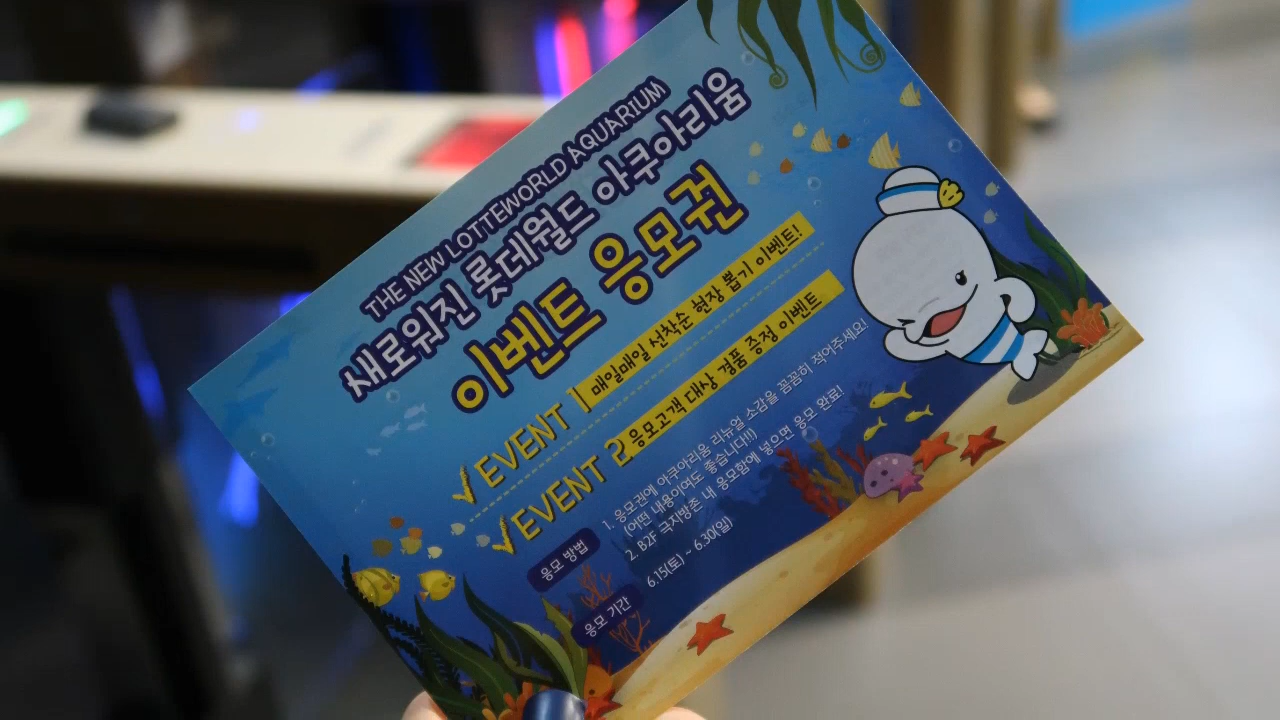 THE NEW LOTTEWORLD AQUARIUM
새로워진 롯데월드 아쿠아리움
이벤트 응모권
EVENT 1 매일매일 선착순 현장 뽑기 이벤트!
EVENT 2 응모고객 대상 경품 증정 이벤트
응모 방법
1. 응모권에 아쿠아리움 리뉴얼 소감을 꼼꼼히 적어주세요!
(어떤 내용이여도 좋습니다!!)
2. B2F 극지방존 내 응모함에 넣으면 응모 완료!
응모 기간
6.15(토) ~ 6.30(일)